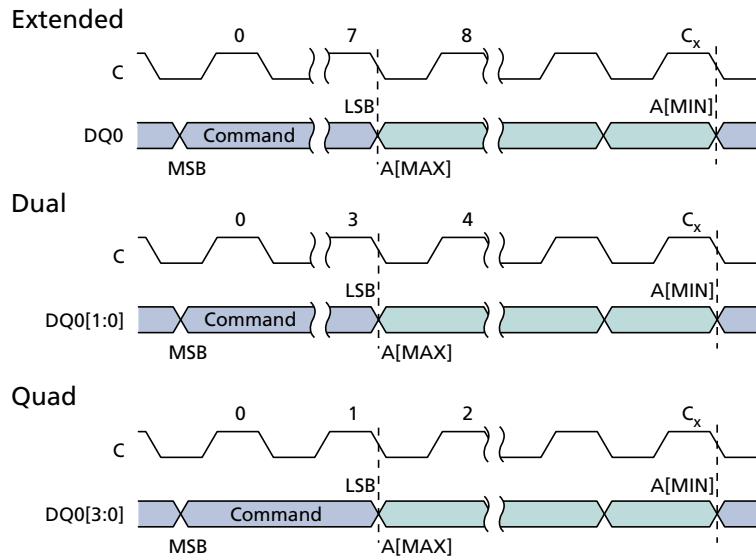 Extended
0 7 8 Cx
C
LSB A[MIN]
DQ0 Command
MSB A[MAX]
Dual
0 3 4 Cx
C
LSB A[MIN]
DQ0[1:0] Command
MSB A[MAX]
Quad
0 1 2 Cx
C
LSB A[MIN]
DQ0[3:0] Command
MSB A[MAX]